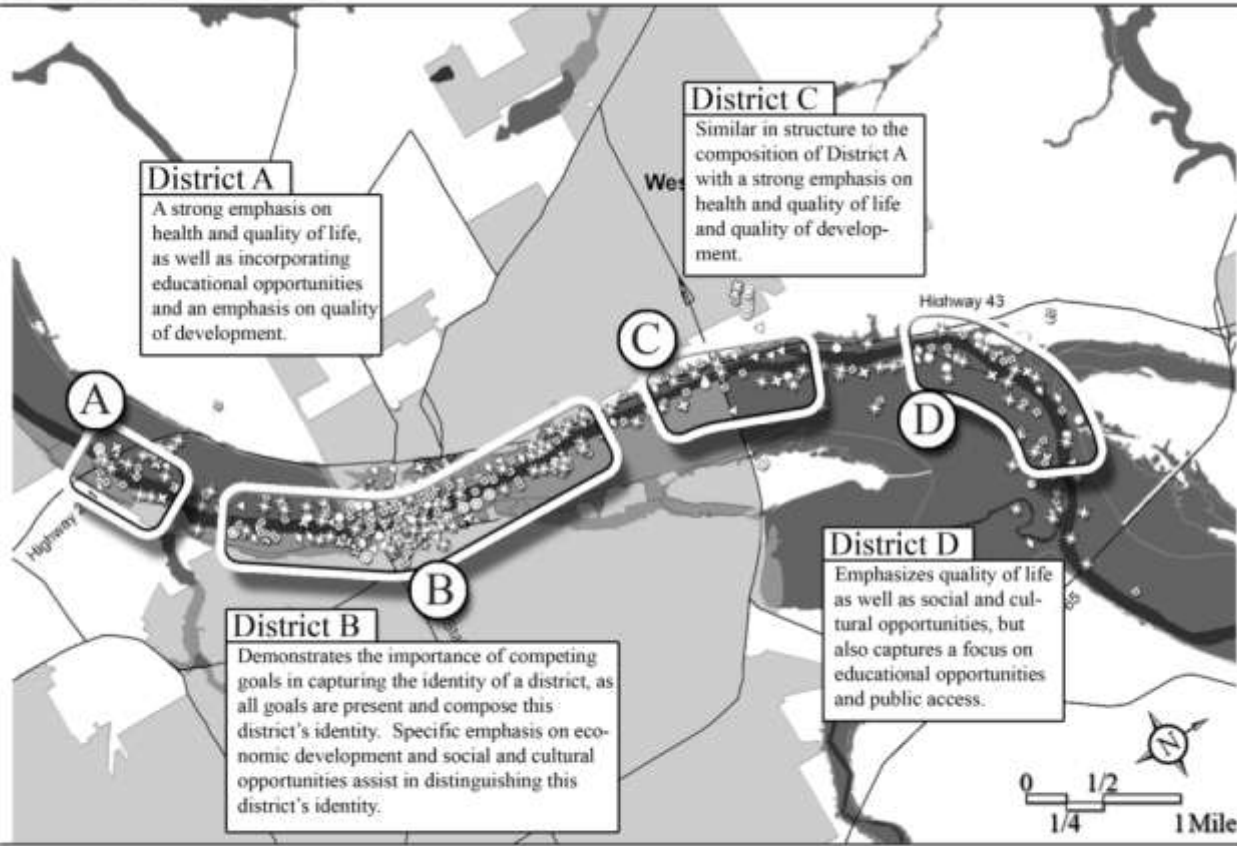 District C
Similar in structure to the
composition of District A
with a strong emphasis on
health and quality of life
and quality of develop-
ment.
District A
A strong emphasis on
health and quality of life,
as well as incorporating
educational opportunities
and an emphasis on quality
of development.
Wes
Highway 43
C
A
D
Highway 2
B
District D
Emphasizes quality of life
as well as social and cul-
tural opportunities, but
also captures a focus on
educational opportunities
and public access.
District B
Demonstrates the importance of competing
goals in capturing the identity of a district, as
all goals are present and compose this
district's identity.  Specific emphasis on eco-
nomic development and social and cultural
opportunities assist in distinguishing this
district's identity.
N
0 1/2
1/4 1 Mile